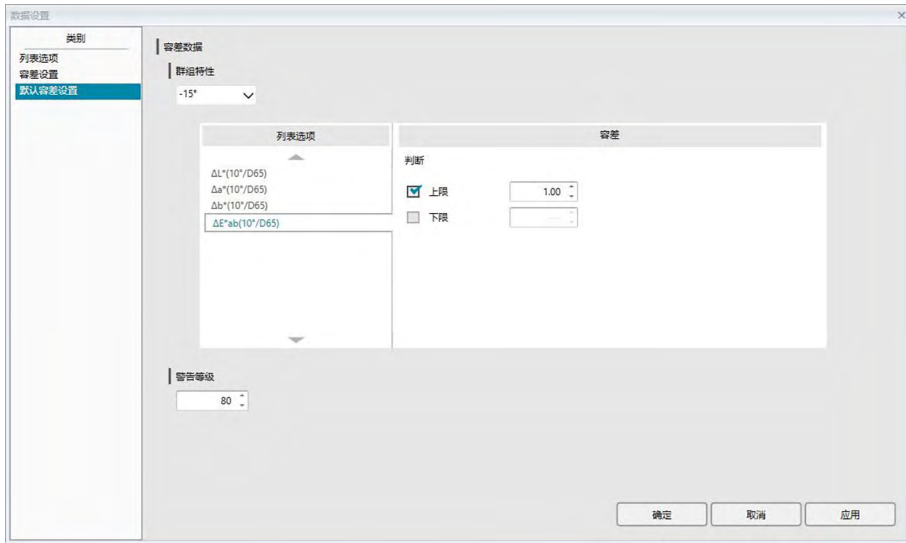 数据设置
类别
列表选项
容差设置
默认容差设置
容差数据
群组特性
-15°
列表选项
容差
ΔL*(10°/D65)
Δa*(10°/D65)
Δb*(10°/D65)
ΔE*ab(10°/D65)
判断
上限 1.00
下限 ----
警告等级
80
确定 取消 应用